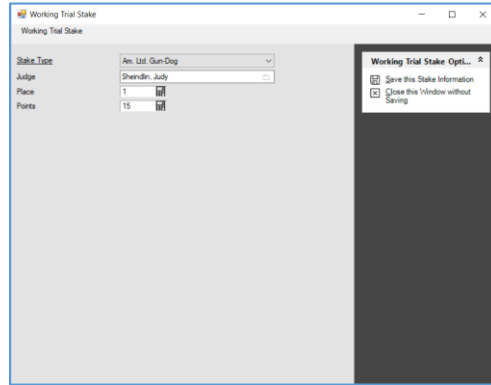 Working Trial Stake
Working Trial Stake
Stake Type Am. Ltd. Gun-Dog
Judge Sheindlin, Judy
Place 1
Points 15
Working Trial Stake Opti...
Save this Stake Information
Close this Window without
Saving